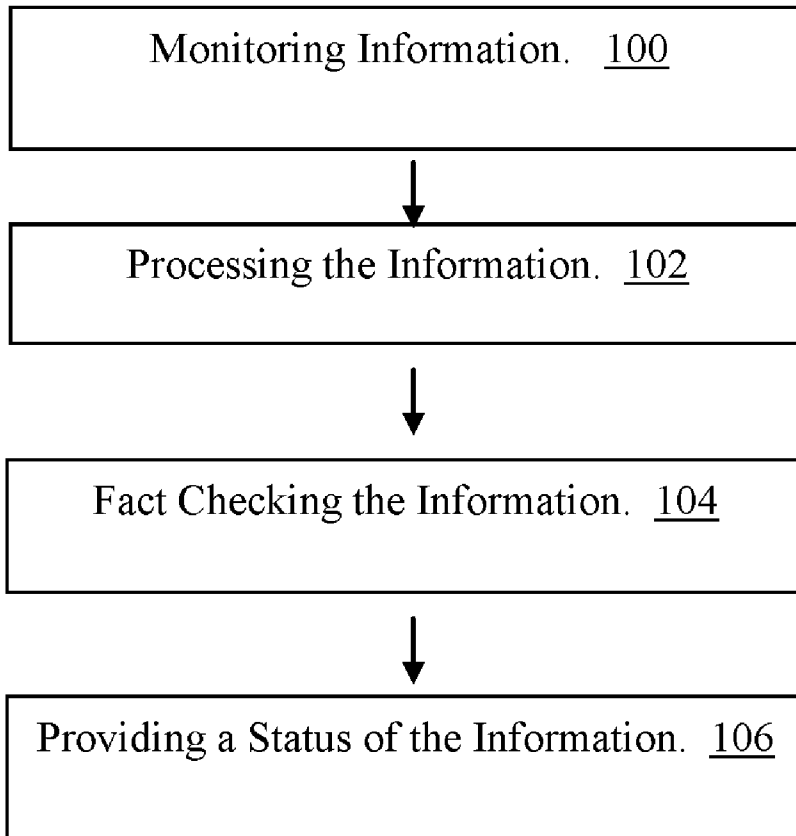 Monitoring Information. 100
Processing the Information. 102
Fact Checking the Information. 104
Providing a Status of the Information. 106